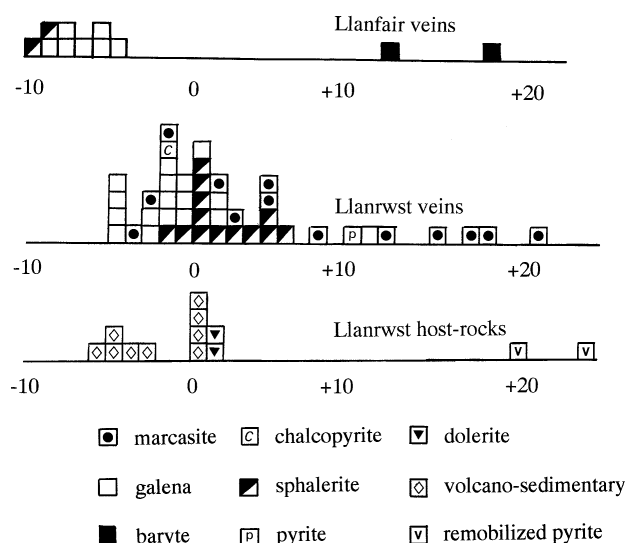 Llanfair veins
-10 0 +10 +20
c
Llanrwst veins
p
-10 0 +10 +20
Llanrwst host-rocks
v v
-10 0 +10 +20
marcasite c chalcopyrite dolerite
galena sphalerite volcano-sedimentary
baryte p pyrite v remobilized pyrite